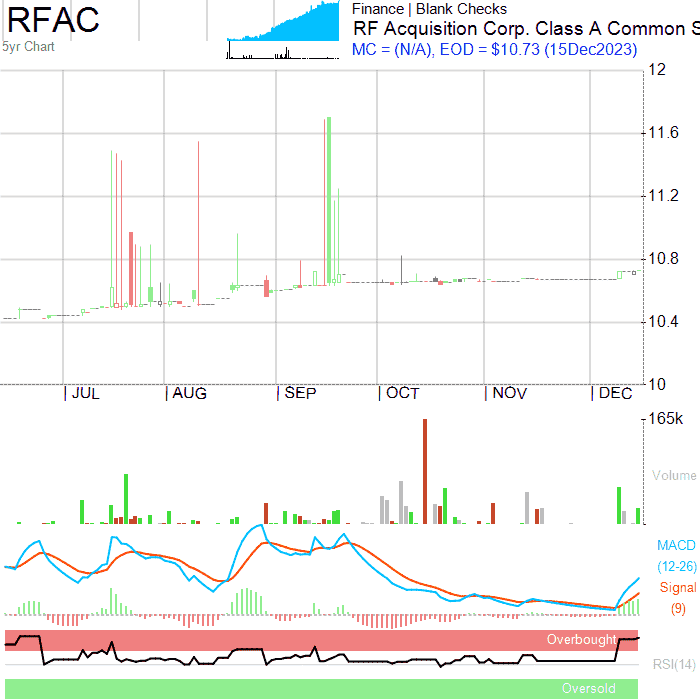 RFAC
5yr Chart
Finance | Blank Checks
RF Acquisition Corp. Class A Common S
MC = (N/A), EOD = $10.73 (15Dec2023)
12
11.6
11.2
10.8
10.4
10
JUL AUG SEP OCT NOV DEC
165k
Volume
MACD
(12-26)
Signal
(9)
Overbought
RSI(14)
Oversold